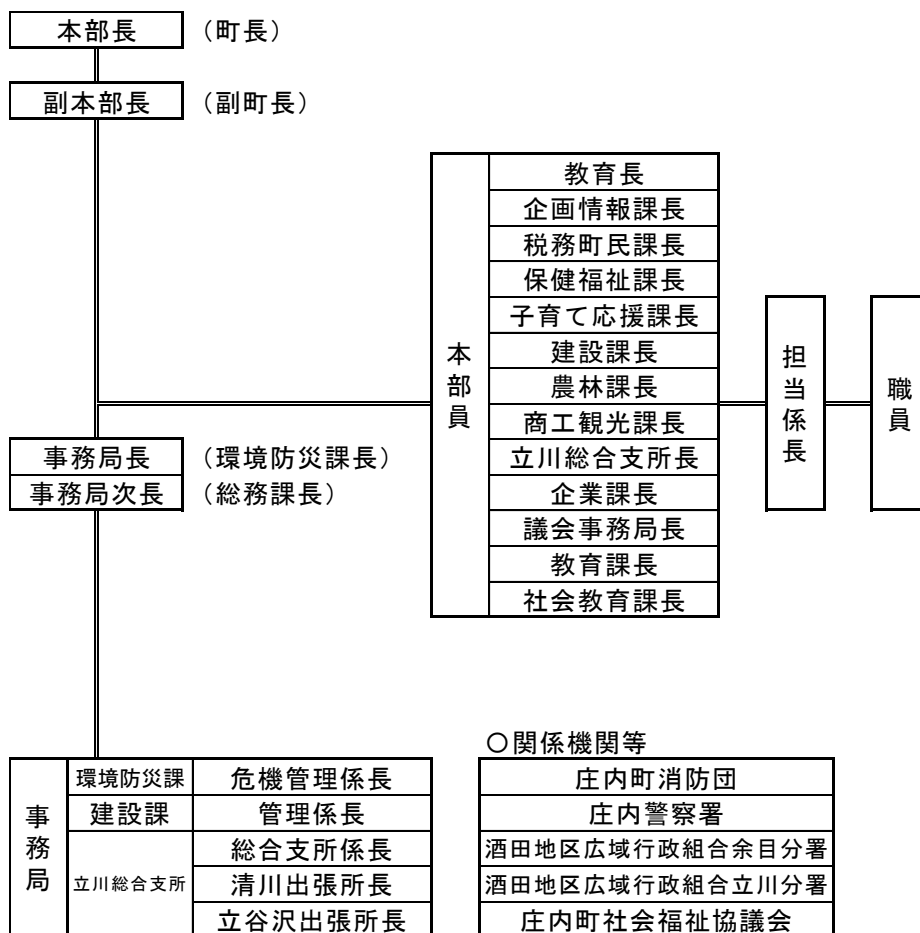 本部長 （町長）
副本部長 （副町長）
本部員
教育長
企画情報課長
税務町民課長
保健福祉課長
子育て応援課長
建設課長
農林課長
商工観光課長
立川総合支所長
企業課長
議会事務局長
教育課長
社会教育課長
担当係長
職員
事務局長 （環境防災課長）
事務局次長 （総務課長）
事務局
環境防災課 危機管理係長
建設課 管理係長
立川総合支所
総合支所係長
清川出張所長
立谷沢出張所長
○関係機関等
庄内町消防団
庄内警察署
酒田地区広域行政組合余目分署
酒田地区広域行政組合立川分署
庄内町社会福祉協議会